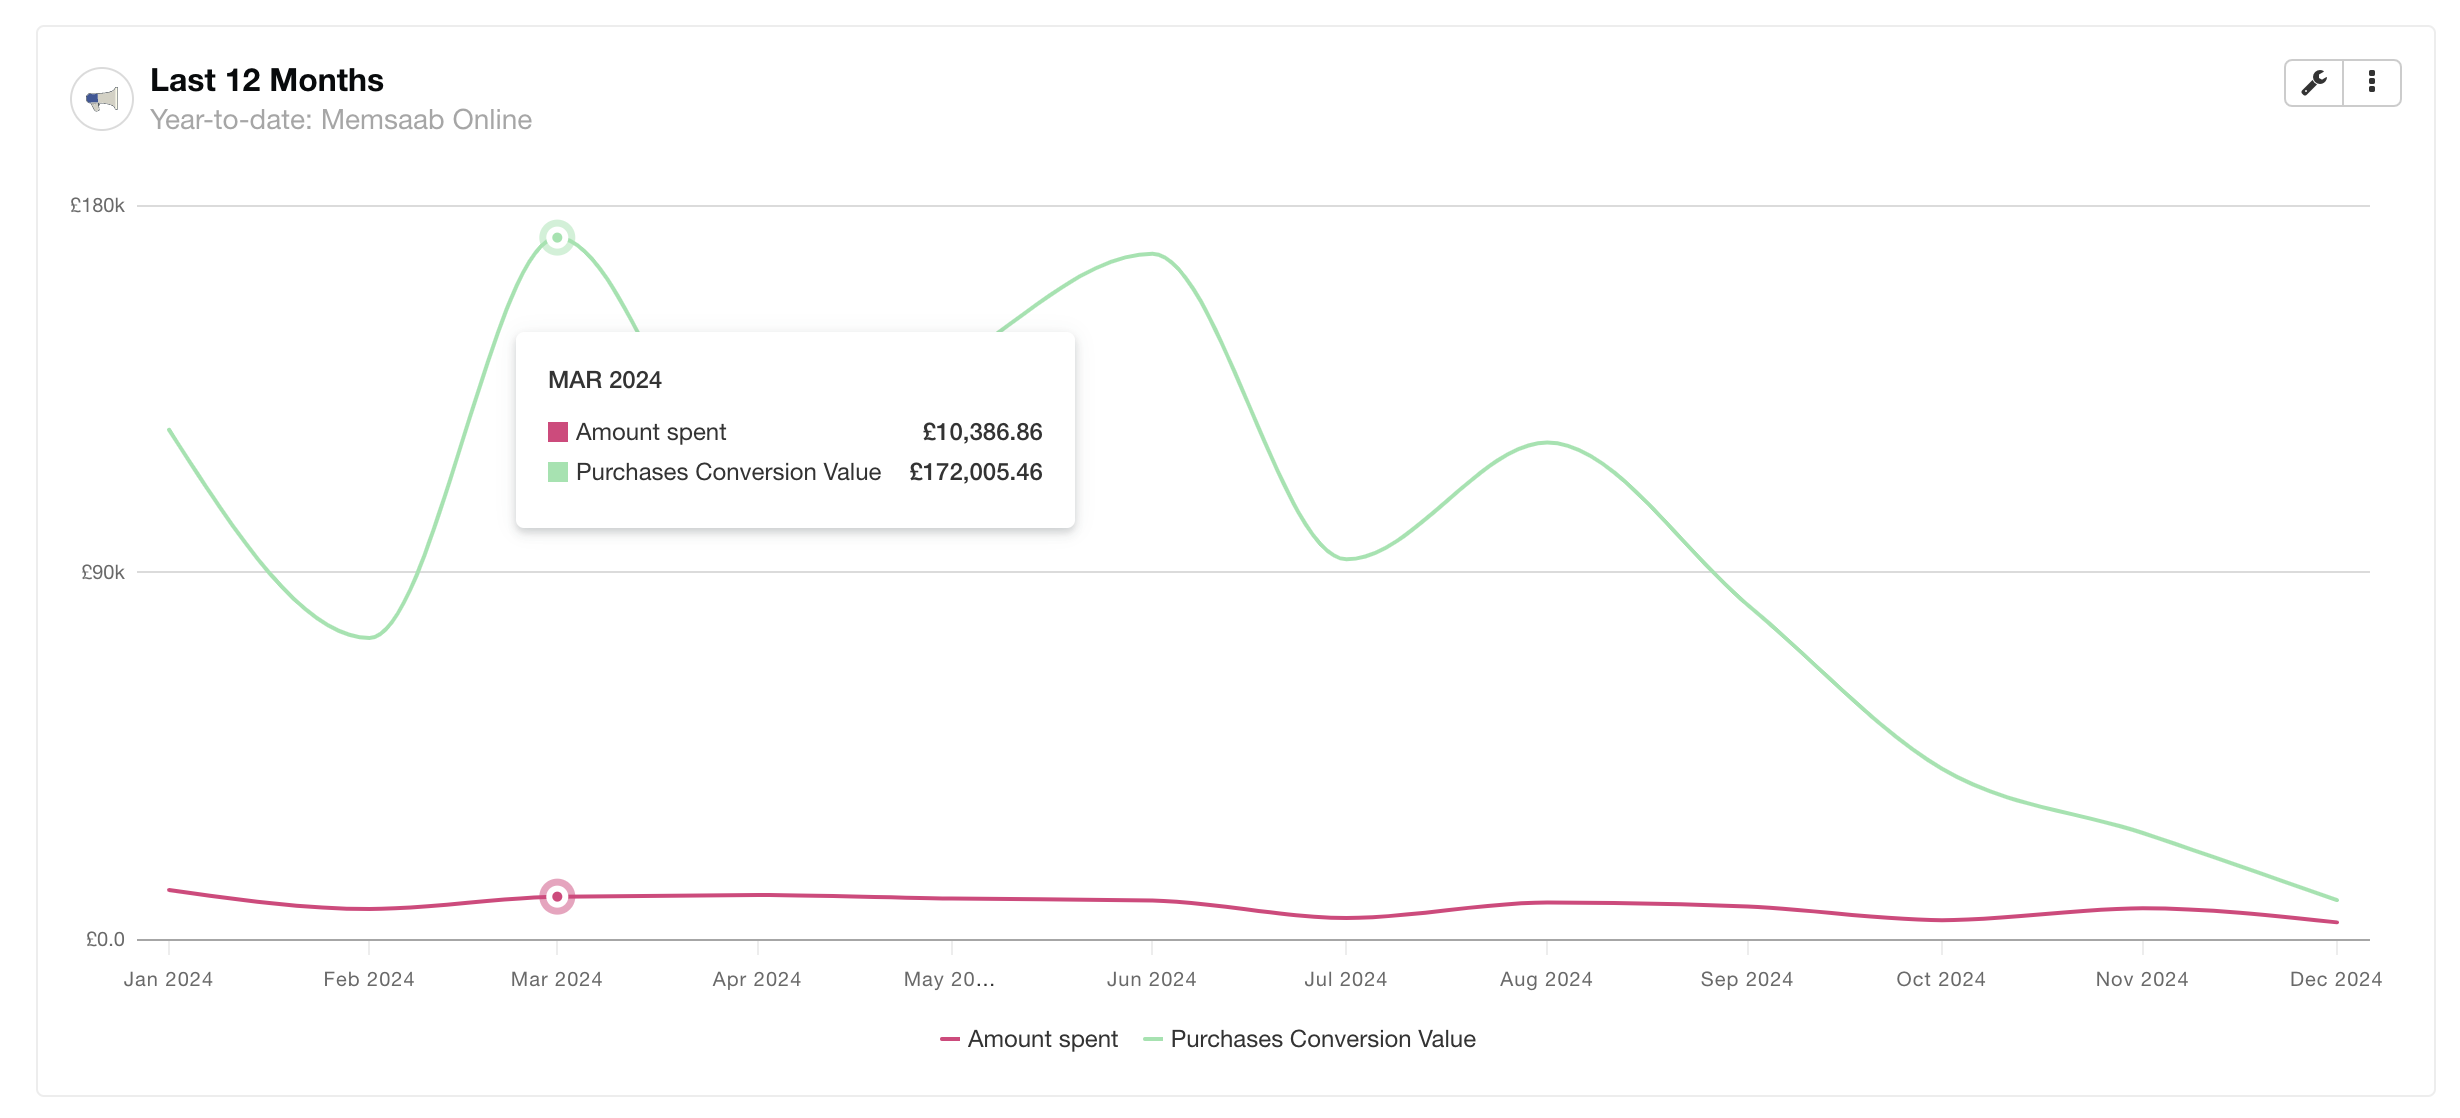 Last 12 Months
Year-to-date: Memsaab Online
£180k
MAR 2024
Amount spent £10,386.86
Purchases Conversion Value £172,005.46
£90k
£0.0
Jan 2024 Feb 2024 Mar 2024 Apr 2024 May 20... Jun 2024 Jul 2024 Aug 2024 Sep 2024 Oct 2024 Nov 2024 Dec 2024
Amount spent Purchases Conversion Value